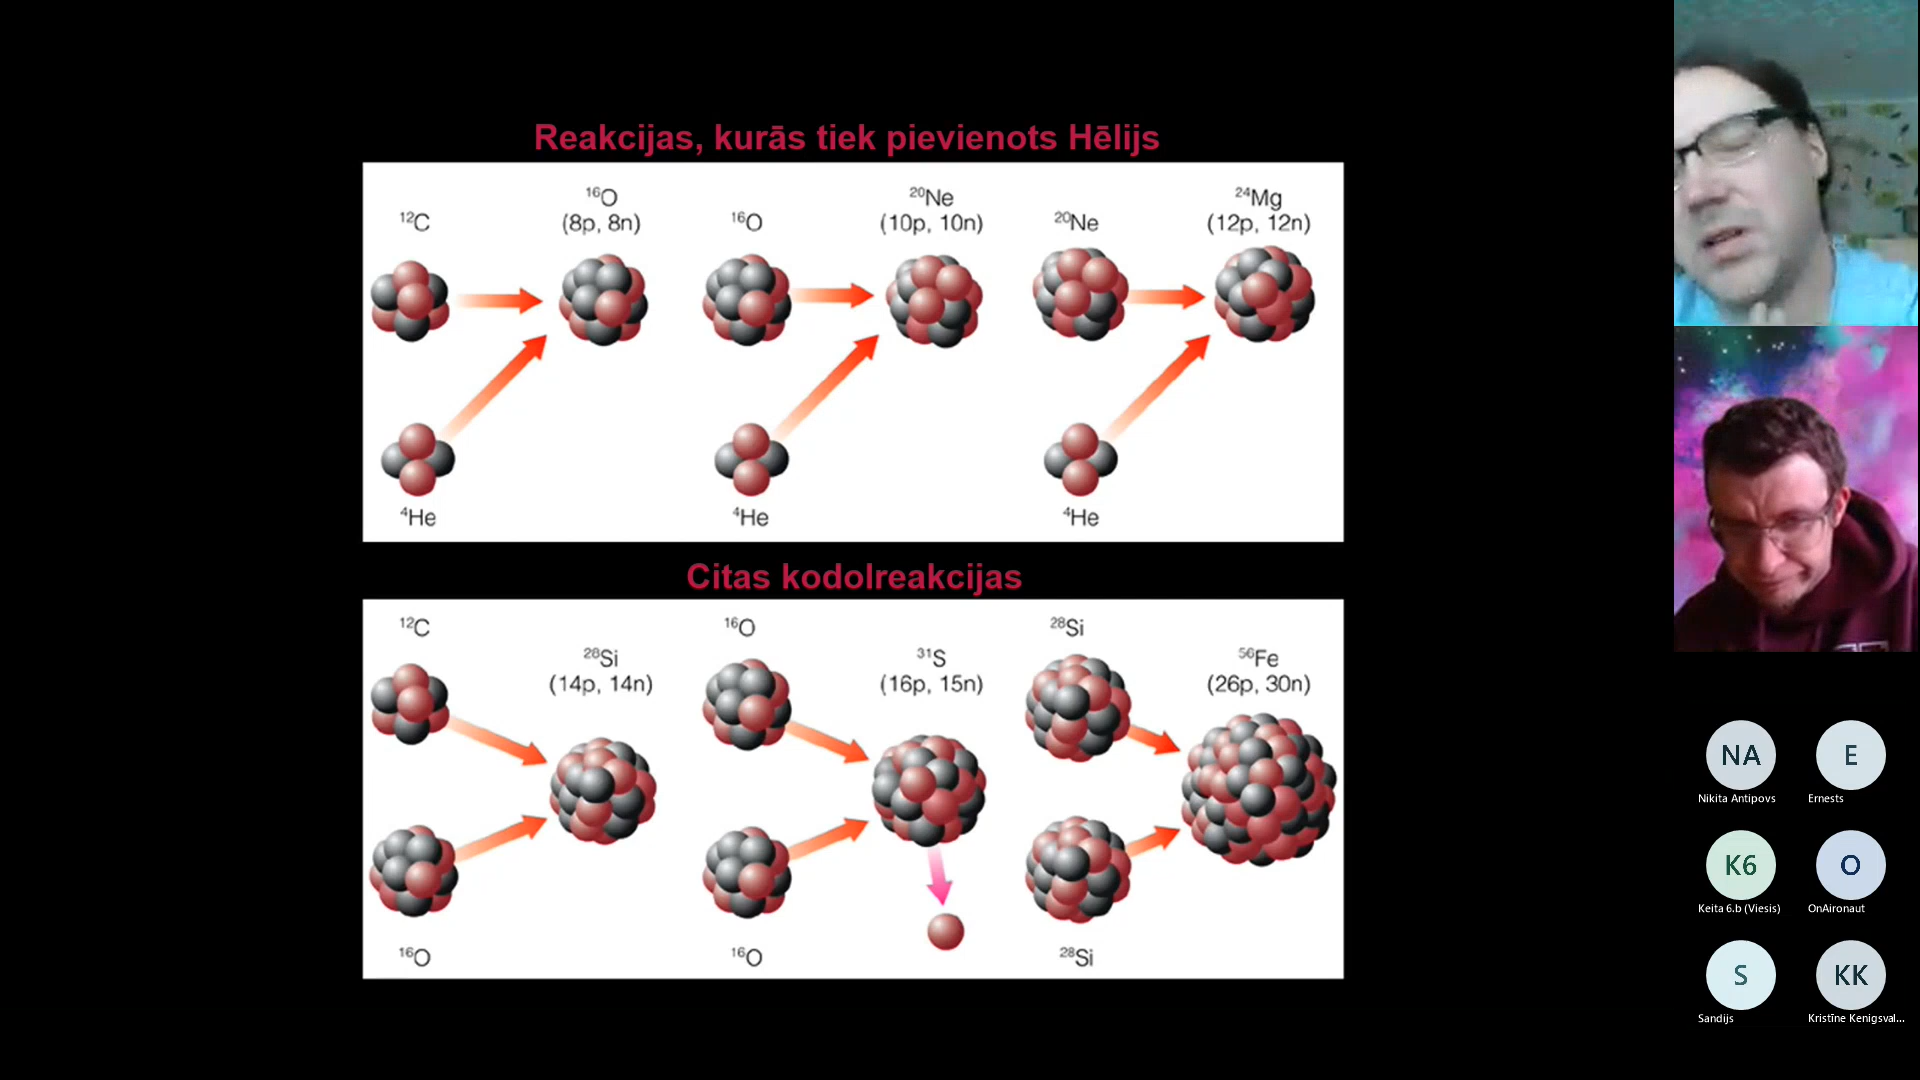 Reakcijas, kurās tiek pievienots Hēlijs
¹²C
¹⁶O
(8p, 8n)
¹⁶O
²⁰Ne
(10p, 10n)
²⁰Ne
²⁴Mg
(12p, 12n)
⁴He
⁴He
⁴He
Citas kodolreakcijas
¹²C
²⁸Si
(14p, 14n)
¹⁶O
³¹S
(16p, 15n)
²⁸Si
⁵⁶Fe
(26p, 30n)
¹⁶O
¹⁶O
²⁸Si
NA
Nikita Antipovs
E
Ernests
K6
Keita 6.b (Viesis)
O
OnAironaut
S
Sandijs
KK
Kristīne Kenigsval...